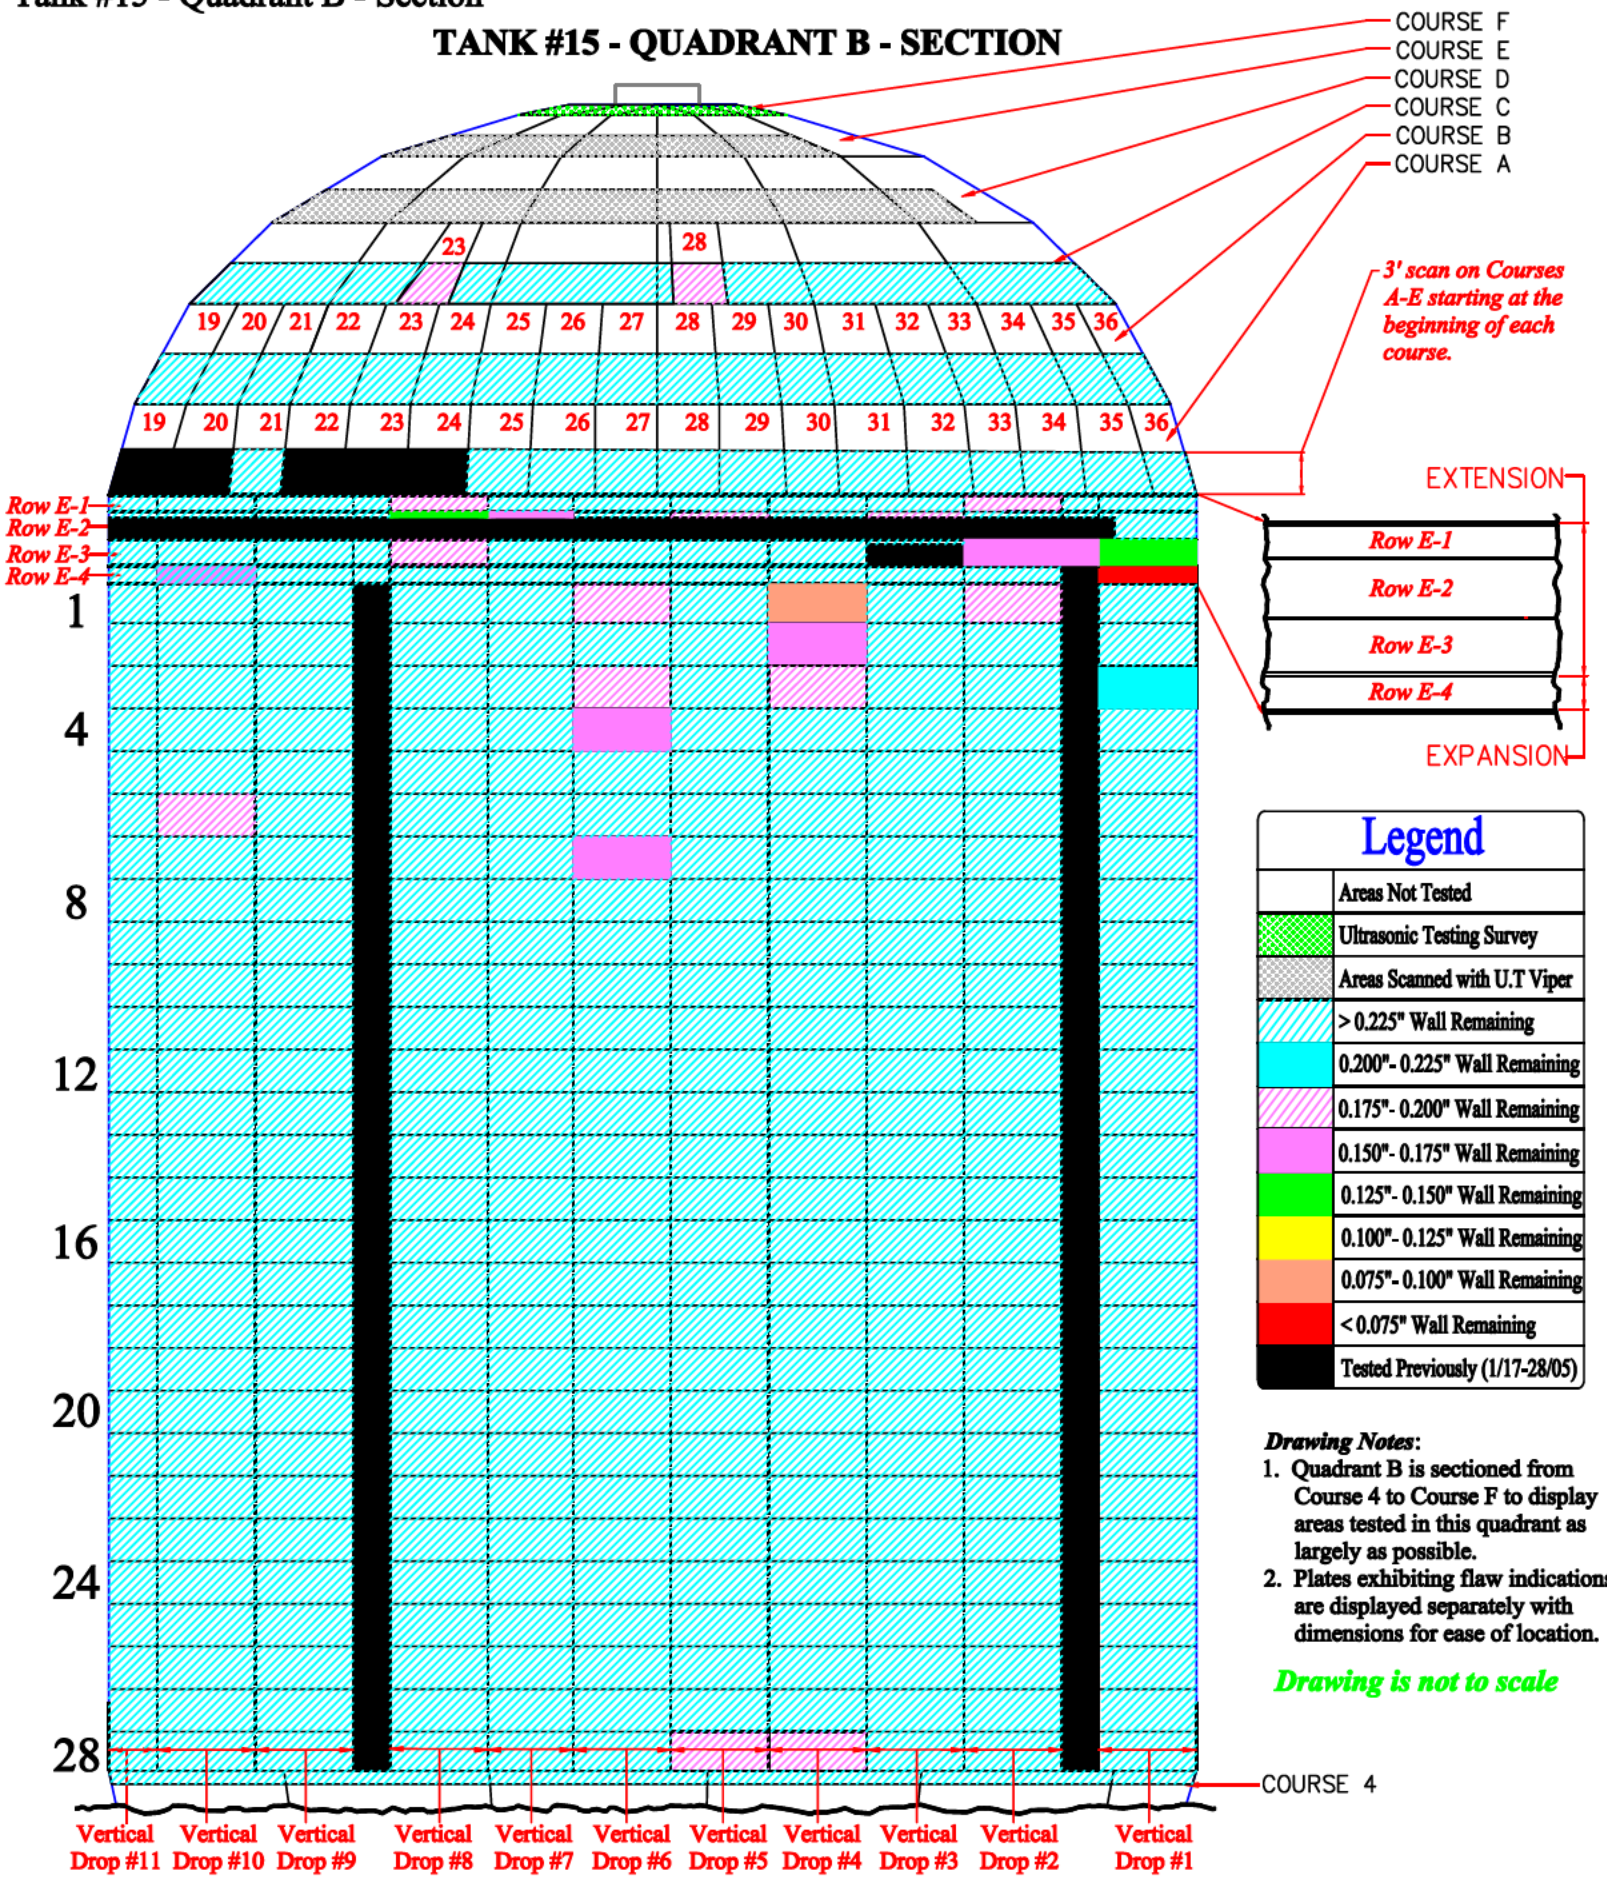 TANK #15 - QUADRANT B - SECTION
COURSE F
COURSE E
COURSE D
COURSE C
COURSE B
COURSE A
23 28
3' scan on Courses
A-E starting at the
beginning of each
course.
19 20 21 22 23 24 25 26 27 28 29 30 31 32 33 34 35 36
19 20 21 22 23 24 25 26 27 28 29 30 31 32 33 34 35 36
Row E-1
Row E-2
Row E-3
Row E-4
EXTENSION
Row E-1
Row E-2
Row E-3
Row E-4
EXPANSION
1
4
8
12
16
20
24
28
Legend
Areas Not Tested
Ultrasonic Testing Survey
Areas Scanned with U.T Viper
> 0.225" Wall Remaining
0.200"- 0.225" Wall Remaining
0.175"- 0.200" Wall Remaining
0.150"- 0.175" Wall Remaining
0.125"- 0.150" Wall Remaining
0.100"- 0.125" Wall Remaining
0.075"- 0.100" Wall Remaining
< 0.075" Wall Remaining
Tested Previously (1/17-28/05)
Drawing Notes:
1. Quadrant B is sectioned from
Course 4 to Course F to display
areas tested in this quadrant as
largely as possible.
2. Plates exhibiting flaw indications
are displayed separately with
dimensions for ease of location.
Drawing is not to scale
COURSE 4
Vertical Vertical Vertical Vertical Vertical Vertical Vertical Vertical Vertical Vertical Vertical
Drop #11 Drop #10 Drop #9 Drop #8 Drop #7 Drop #6 Drop #5 Drop #4 Drop #3 Drop #2 Drop #1